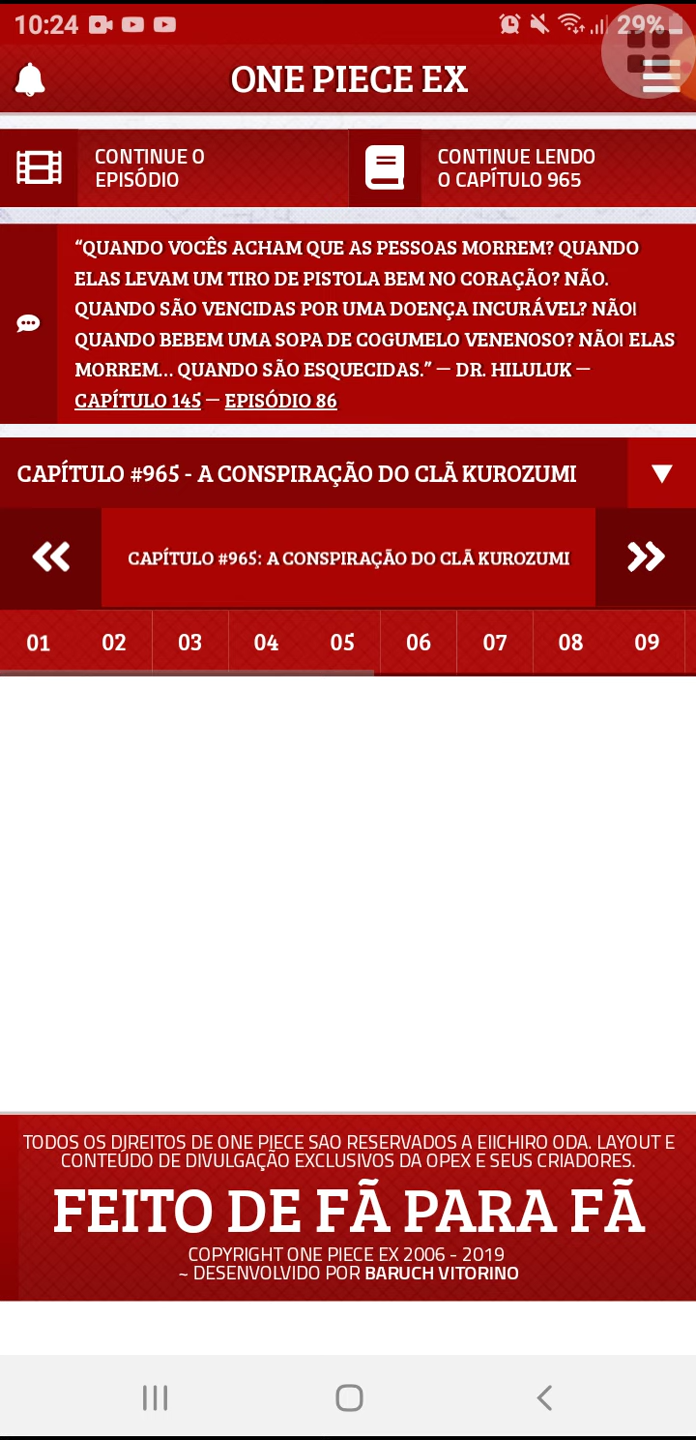 10:24
29%
ONE PIECE EX
CONTINUE O
EPISÓDIO
CONTINUE LENDO
O CAPÍTULO 965
“QUANDO VOCÊS ACHAM QUE AS PESSOAS MORREM? QUANDO
ELAS LEVAM UM TIRO DE PISTOLA BEM NO CORAÇÃO? NÃO.
QUANDO SÃO VENCIDAS POR UMA DOENÇA INCURÁVEL? NÃO!
QUANDO BEBEM UMA SOPA DE COGUMELO VENENOSO? NÃO! ELAS
MORREM... QUANDO SÃO ESQUECIDAS.” — DR. HILULUK —
CAPÍTULO 145 — EPISÓDIO 86
CAPÍTULO #965 - A CONSPIRAÇÃO DO CLÃ KUROZUMI
CAPÍTULO #965: A CONSPIRAÇÃO DO CLÃ KUROZUMI
01 02 03 04 05 06 07 08 09
TODOS OS DIREITOS DE ONE PIECE SAO RESERVADOS A EIICHIRO ODA. LAYOUT E
CONTEÚDO DE DIVULGAÇÃO EXCLUSIVOS DA OPEX E SEUS CRIADORES.
FEITO DE FÃ PARA FÃ
COPYRIGHT ONE PIECE EX 2006 - 2019
~ DESENVOLVIDO POR BARUCH VITORINO